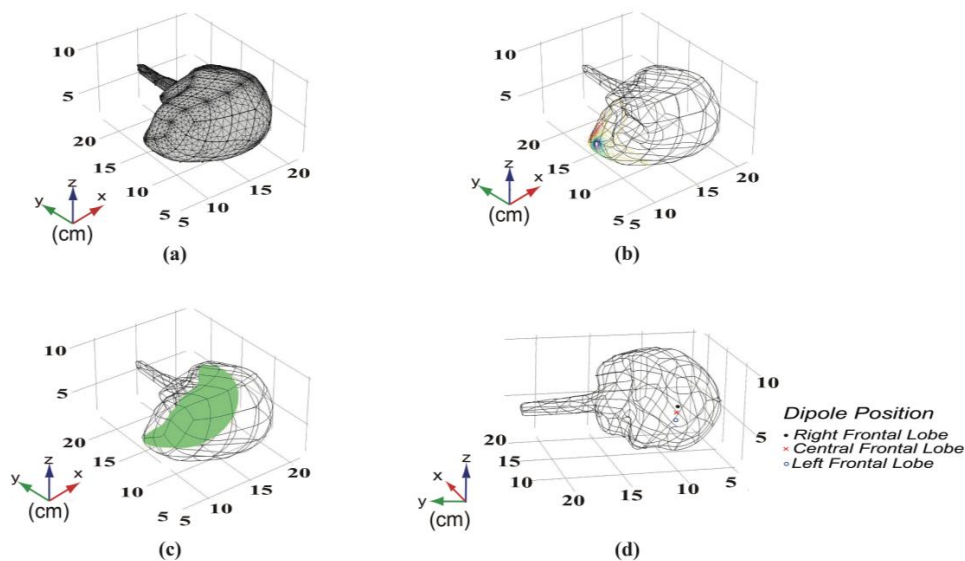 10
5
20
15
10
5
5
10
15
20
z
y
x
(cm)
(a)
10
5
20
15
10
5
5
10
15
20
z
y
x
(cm)
(b)
10
5
20
15
10
5
5
10
15
20
z
y
x
(cm)
(c)
10
5
20
15
10
20
15
10
5
z
x
y
(cm)
(d)
Dipole Position
• Right Frontal Lobe
× Central Frontal Lobe
○ Left Frontal Lobe